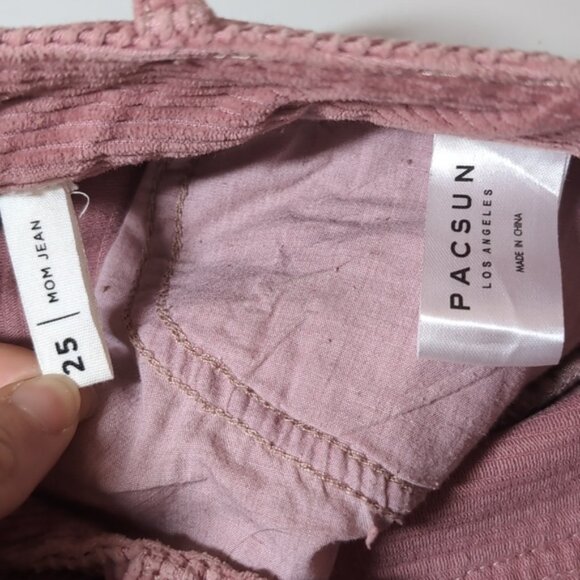 25 | MOM JEAN
PACSUN
LOS ANGELES
MADE IN CHINA